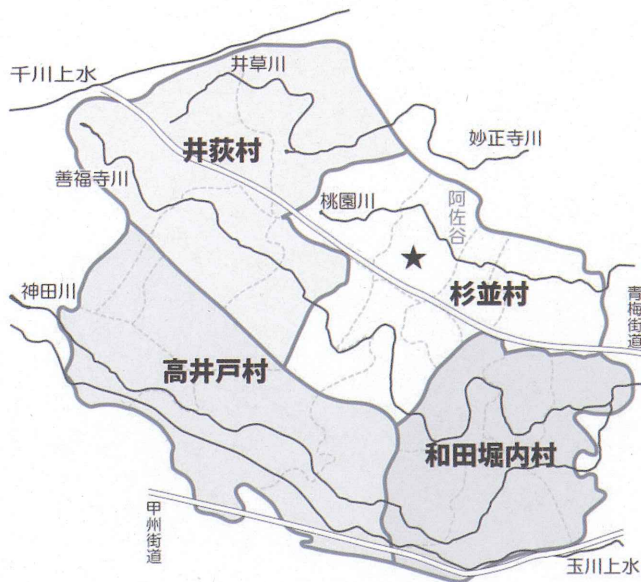 千川上水
井草川
妙正寺川
井荻村
善福寺川
桃園川
阿佐谷
神田川
杉並村
青梅街道
高井戸村
和田堀内村
甲州街道
玉川上水